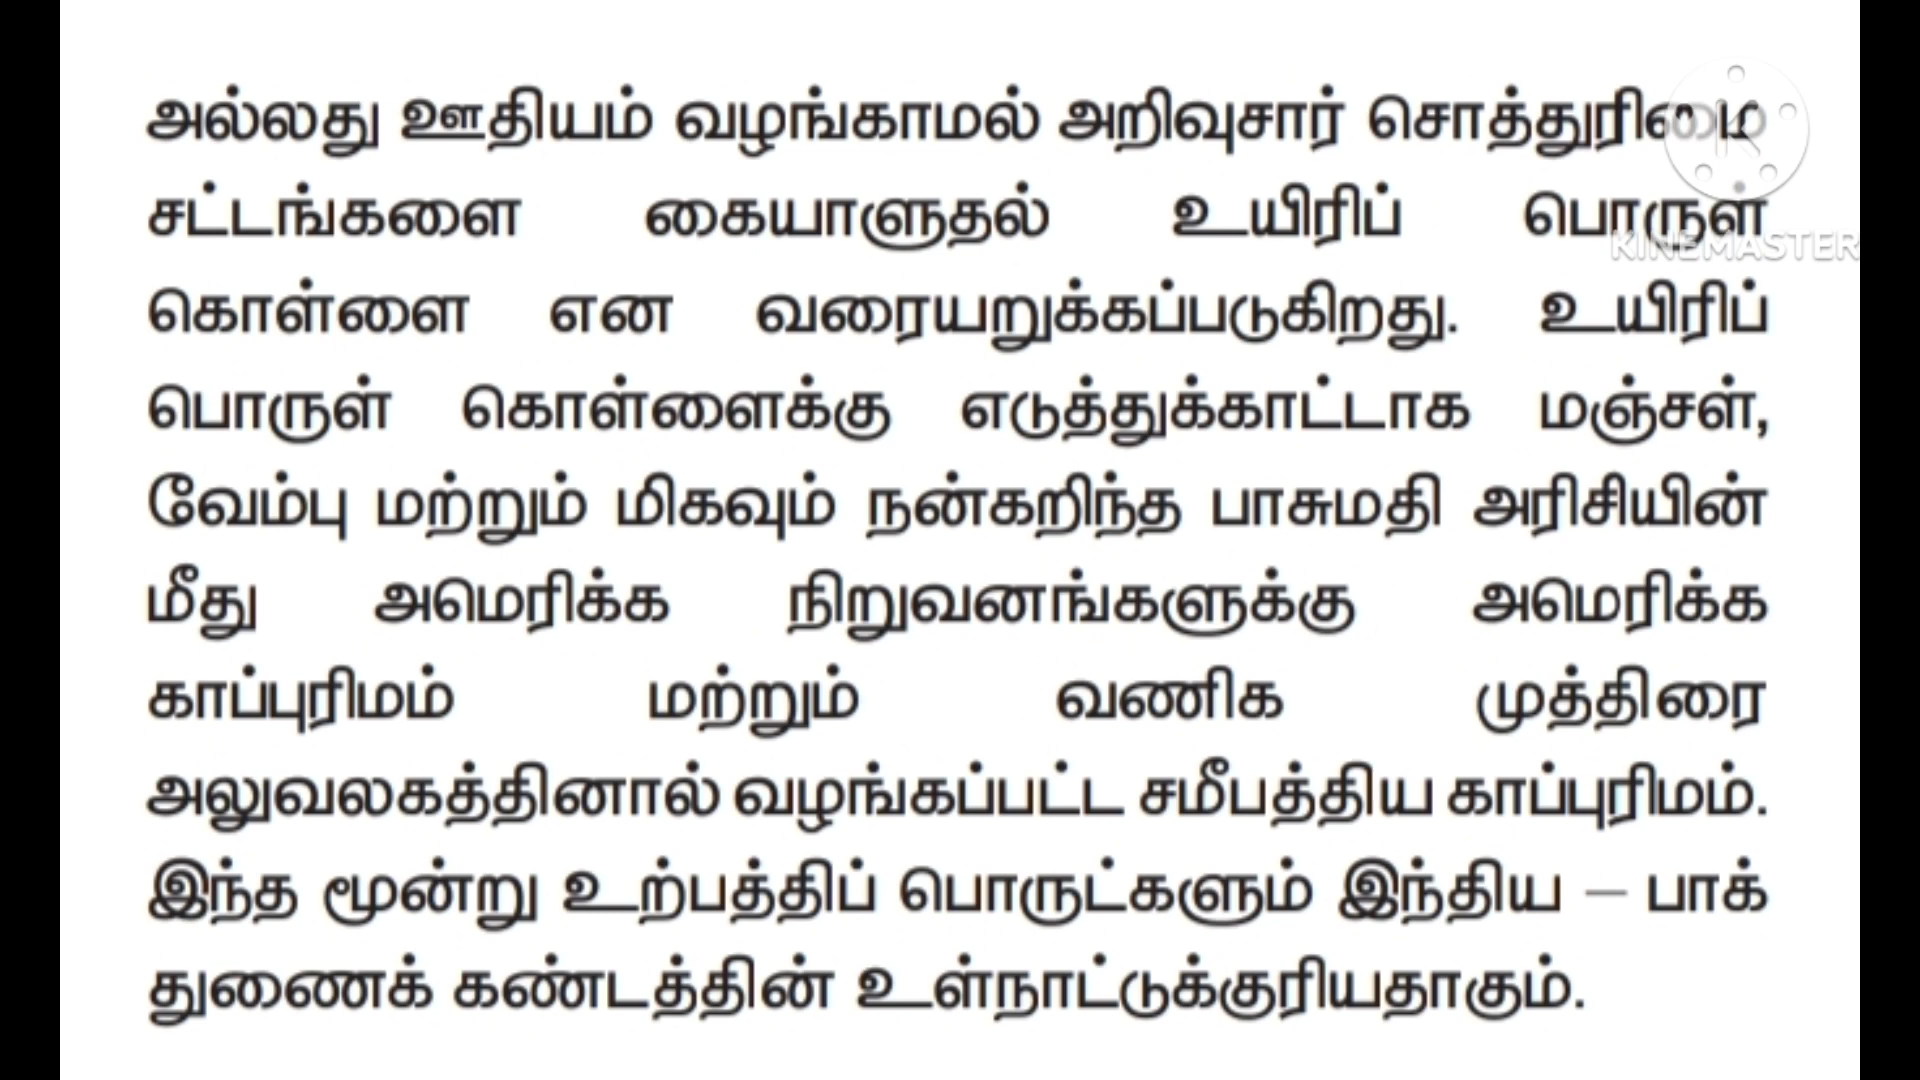 அல்லது ஊதியம் வழங்காமல் அறிவுசார் சொத்துரிமை
சட்டங்களை கையாளுதல் உயிரிப் பொருள்
KINEMASTER
கொள்ளை என வரையறுக்கப்படுகிறது. உயிரிப்
பொருள் கொள்ளைக்கு எடுத்துக்காட்டாக மஞ்சள்,
வேம்பு மற்றும் மிகவும் நன்கறிந்த பாசுமதி அரிசியின்
மீது அமெரிக்க நிறுவனங்களுக்கு அமெரிக்க
காப்புரிமம் மற்றும் வணிக முத்திரை
அலுவலகத்தினால் வழங்கப்பட்ட சமீபத்திய காப்புரிமம்.
இந்த மூன்று உற்பத்திப் பொருட்களும் இந்திய – பாக்
துணைக் கண்டத்தின் உள்நாட்டுக்குரியதாகும்.